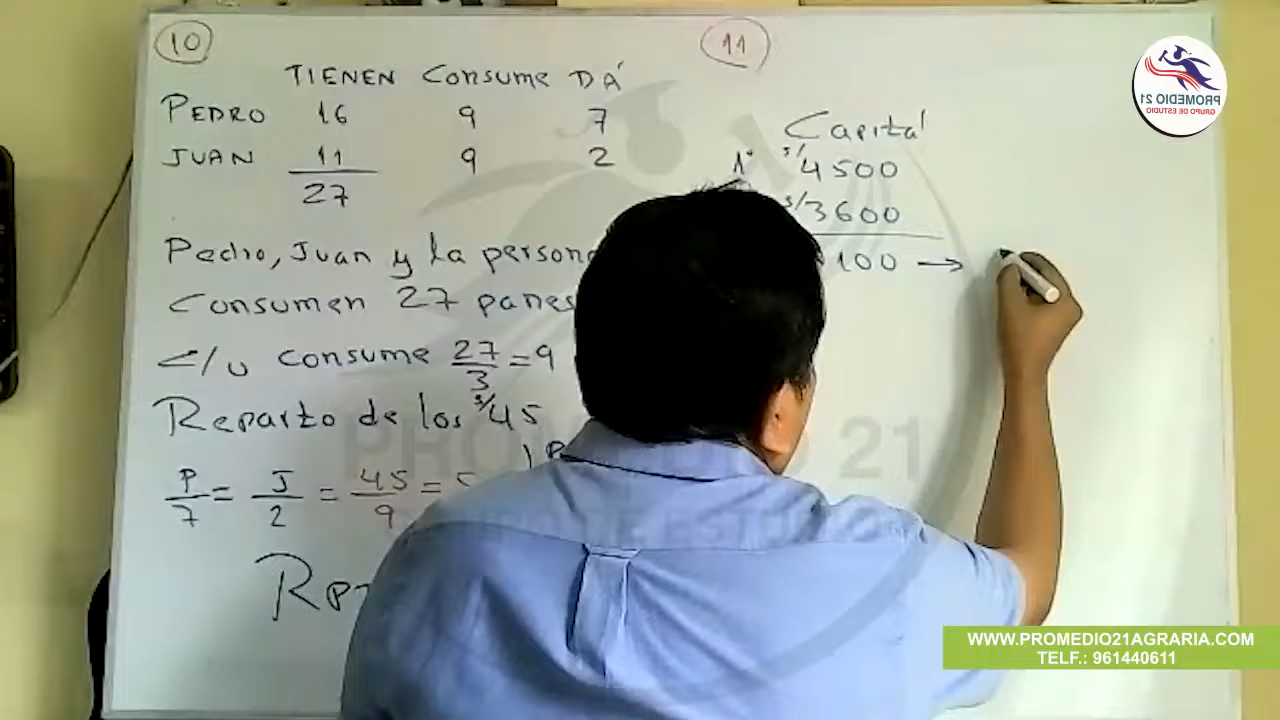 10
TIENEN Consume DÁ
PEDRO 16 9 7
JUAN 11 9 2
27
Pedro, Juan y la persona
Consumen 27 panes
c/u consume 27/3 = 9
Reparto de los s/45
P/7 = J/2 = 45/9 =
11
Capital
1° s/4500
s/3600
100 →
PROMEDIO 21
GRUPO DE ESTUDIO
WWW.PROMEDIO21AGRARIA.COM
TELF.: 961440611